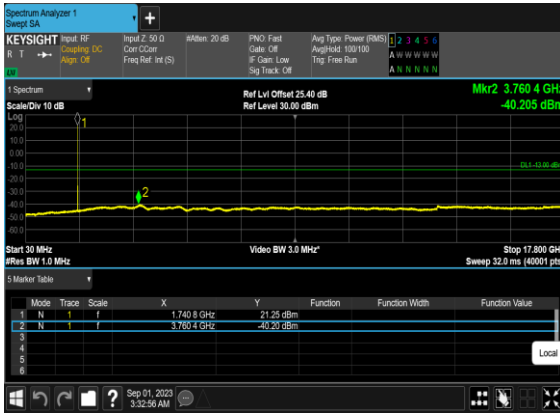 Spectrum Analyzer 1
Swept SA
+
KEYSIGHT Input: RF Input Z: 50 Ω #Atten: 20 dB PNO: Fast Avg Type: Power (RMS) 1 2 3 4 5 6
R T Coupling: DC Corr CCorr Gate: Off Avg|Hold: 100/100 A W W W W W
Align: Off Freq Ref: Int (S) IF Gain: Low Trig: Free Run
Sig Track: Off A N N N N N
1 Spectrum Ref Lvl Offset 25.40 dB Mkr2 3.760 4 GHz
Scale/Div 10 dB Ref Level 30.00 dBm -40.205 dBm
Log
20.0
10.0
0.00
-10.0
-20.0
-30.0
-40.0
-50.0
-60.0
1
DL1 -13.00 dBm
2
Start 30 MHz Video BW 3.0 MHz* Stop 17.800 GHz
#Res BW 1.0 MHz Sweep 32.0 ms (40001 pts)
5 Marker Table
Mode Trace Scale X Y Function Function Width Function Value
1 N 1 f 1.740 8 GHz 21.25 dBm
2 N 1 f 3.760 4 GHz -40.20 dBm
3
4
5
6
Local
? Sep 01, 2023
3:32:56 AM